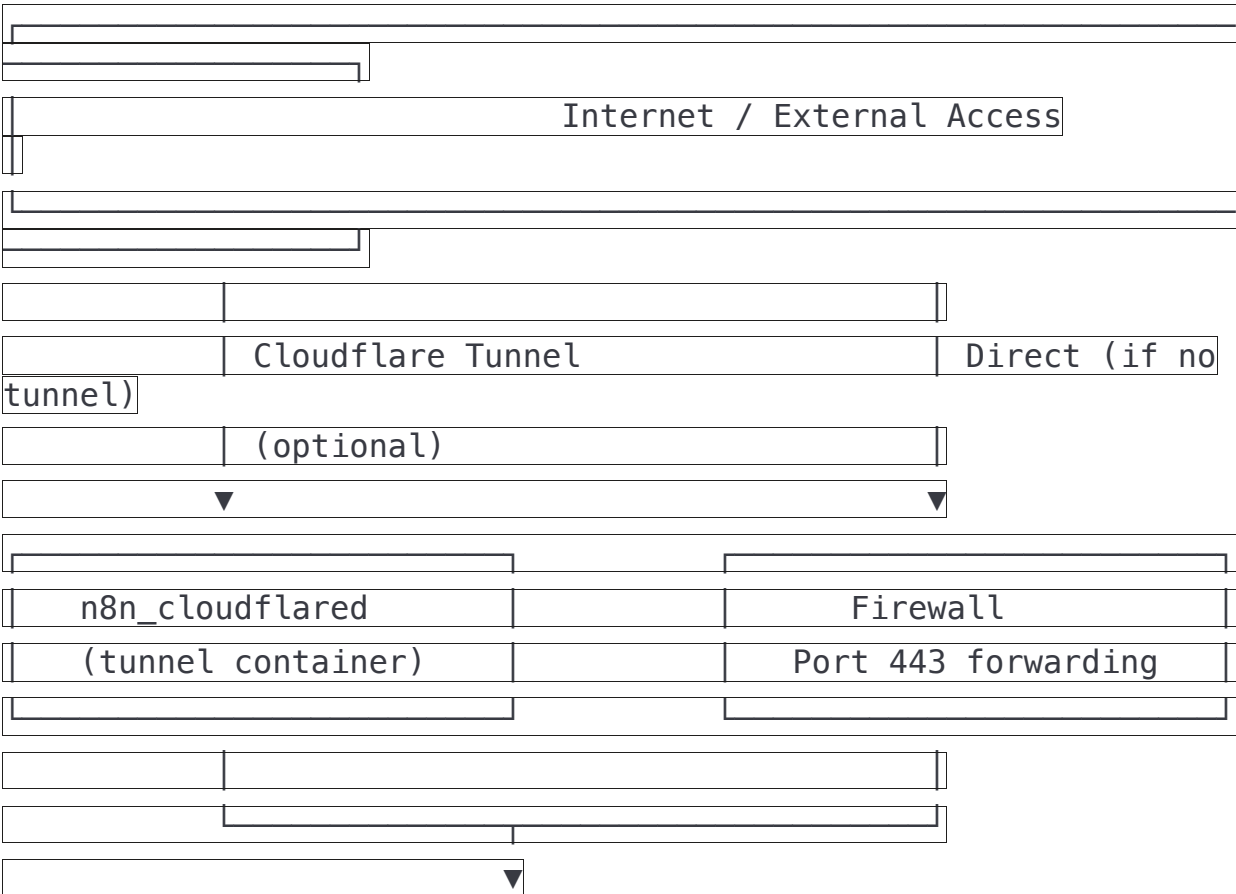 Internet / External Access
Cloudflare Tunnel Direct (if no
tunnel)
(optional)
▼ ▼
n8n_cloudflared Firewall
(tunnel container) Port 443 forwarding
▼